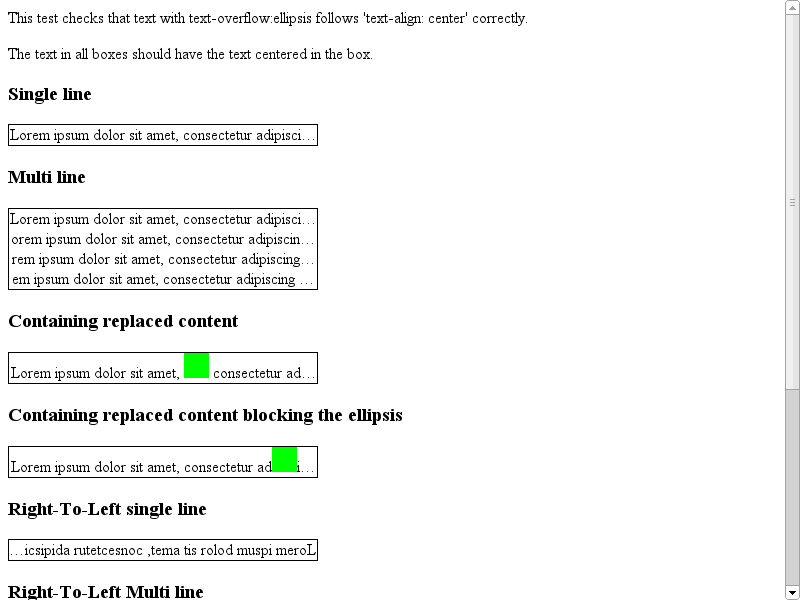 This test checks that text with text-overflow:ellipsis follows 'text-align: center' correctly.
The text in all boxes should have the text centered in the box.
Single line
Lorem ipsum dolor sit amet, consectetur adipisci…
Multi line
Lorem ipsum dolor sit amet, consectetur adipisci…
orem ipsum dolor sit amet, consectetur adipiscin…
rem ipsum dolor sit amet, consectetur adipiscing…
em ipsum dolor sit amet, consectetur adipiscing …
Containing replaced content
Lorem ipsum dolor sit amet, consectetur ad…
Containing replaced content blocking the ellipsis
Lorem ipsum dolor sit amet, consectetur ad i…
Right-To-Left single line
…icsipida rutetcesnoc ,tema tis rolod muspi meroL
Right-To-Left Multi line